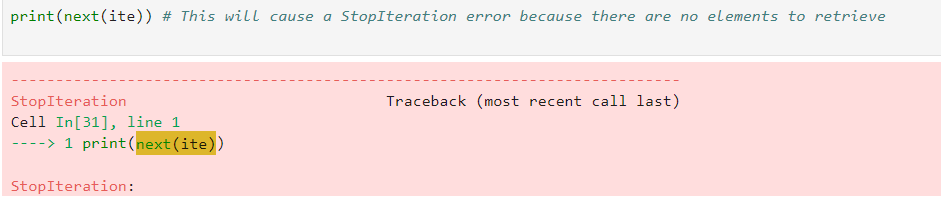 print(next(ite)) # This will cause a StopIteration error because there are no elements to retrieve
---------------------------------------------------------------------------
StopIteration                             Traceback (most recent call last)
Cell In[31], line 1
----> 1 print(next(ite))
StopIteration: